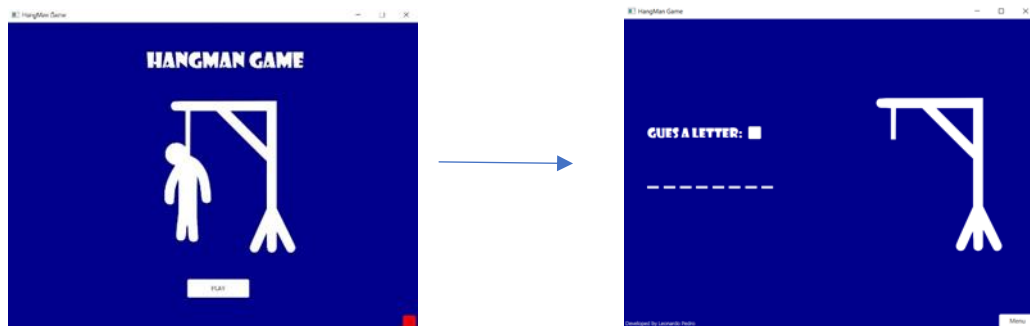 HangMan Game
HANGMAN GAME
PLAY
HangMan Game
GUES A LETTER:
Developed by Leonardo Pedro
Menu